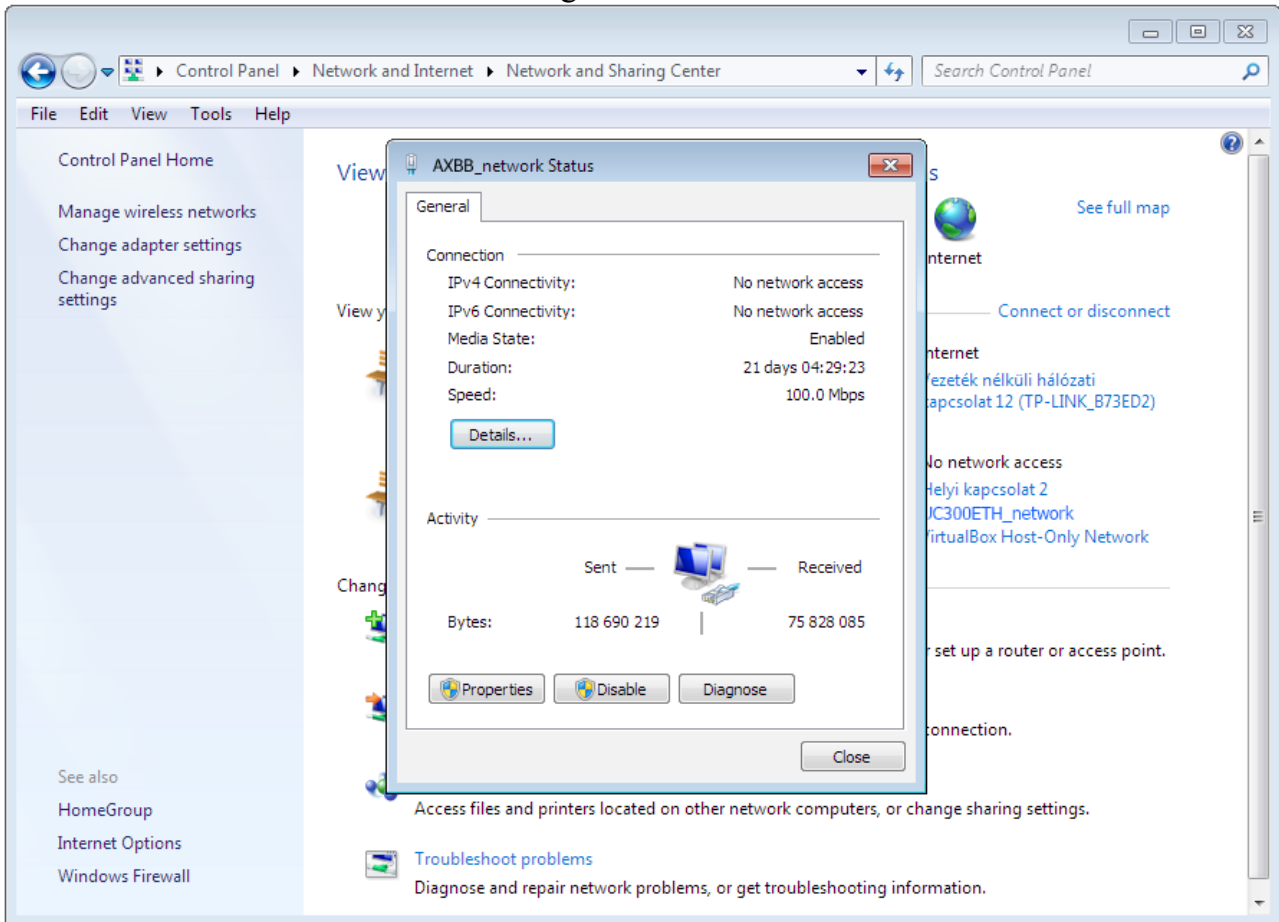 Control Panel ▸ Network and Internet ▸ Network and Sharing Center
Search Control Panel
File Edit View Tools Help
Control Panel Home
Manage wireless networks
Change adapter settings
Change advanced sharing
settings
See also
HomeGroup
Internet Options
Windows Firewall
View
s
See full map
nternet
View y
Connect or disconnect
nternet
ezeték nélküli hálózati
apcsolat 12 (TP-LINK_B73ED2)
No network access
Helyi kapcsolat 2
UC300ETH_network
VirtualBox Host-Only Network
Chang
set up a router or access point.
connection.
Access files and printers located on other network computers, or change sharing settings.
Troubleshoot problems
Diagnose and repair network problems, or get troubleshooting information.
AXBB_network Status
General
Connection
IPv4 Connectivity: No network access
IPv6 Connectivity: No network access
Media State: Enabled
Duration: 21 days 04:29:23
Speed: 100.0 Mbps
Details...
Activity
Sent Received
Bytes: 118 690 219 75 828 085
Properties Disable Diagnose
Close